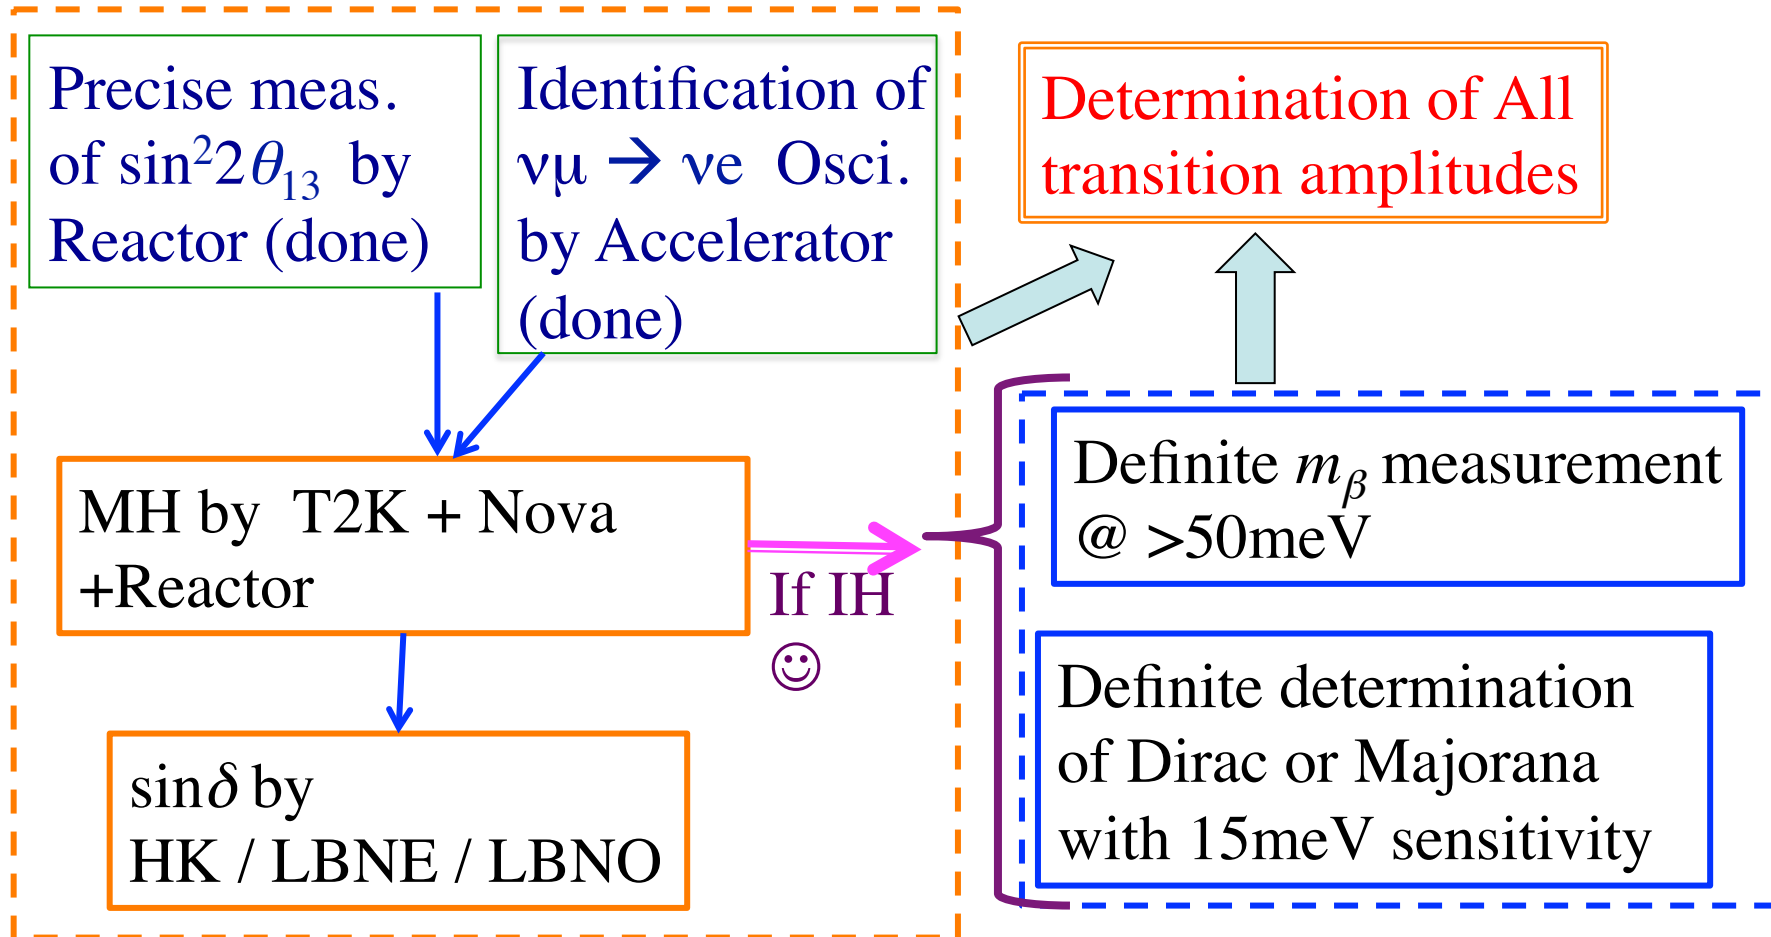 Precise meas.
of sin²2θ₁₃ by
Reactor (done)
Identification of
νμ → νe Osci.
by Accelerator
(done)
Determination of All
transition amplitudes
MH by T2K + Nova
+Reactor
If IH
☺
sinδ by
HK / LBNE / LBNO
Definite m_β measurement
@ >50meV
Definite determination
of Dirac or Majorana
with 15meV sensitivity